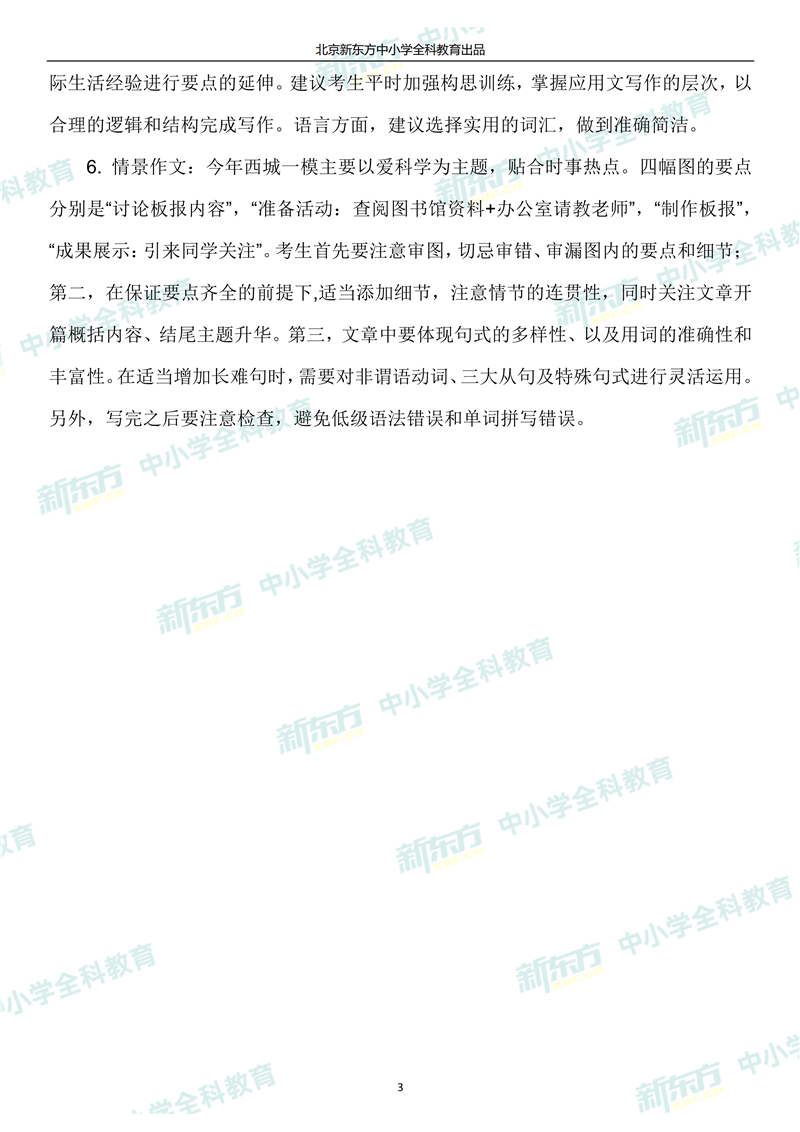 北京新东方中小学全科教育出品
际生活经验进行要点的延伸。建议考生平时加强构思训练，掌握应用文写作的层次，以
合理的逻辑和结构完成写作。语言方面，建议选择实用的词汇，做到准确简洁。
6. 情景作文：今年西城一模主要以爱科学为主题，贴合时事热点。四幅图的要点
分别是“讨论板报内容”，“准备活动：查阅图书馆资料+办公室请教老师”，“制作板报”，
“成果展示：引来同学关注”。考生首先要注意审图，切忌审错、审漏图内的要点和细节；
第二，在保证要点齐全的前提下,适当添加细节，注意情节的连贯性，同时关注文章开
篇概括内容、结尾主题升华。第三，文章中要体现句式的多样性、以及用词的准确性和
丰富性。在适当增加长难句时，需要对非谓语动词、三大从句及特殊句式进行灵活运用。
另外，写完之后要注意检查，避免低级语法错误和单词拼写错误。
新东方 中小学全科教育
3